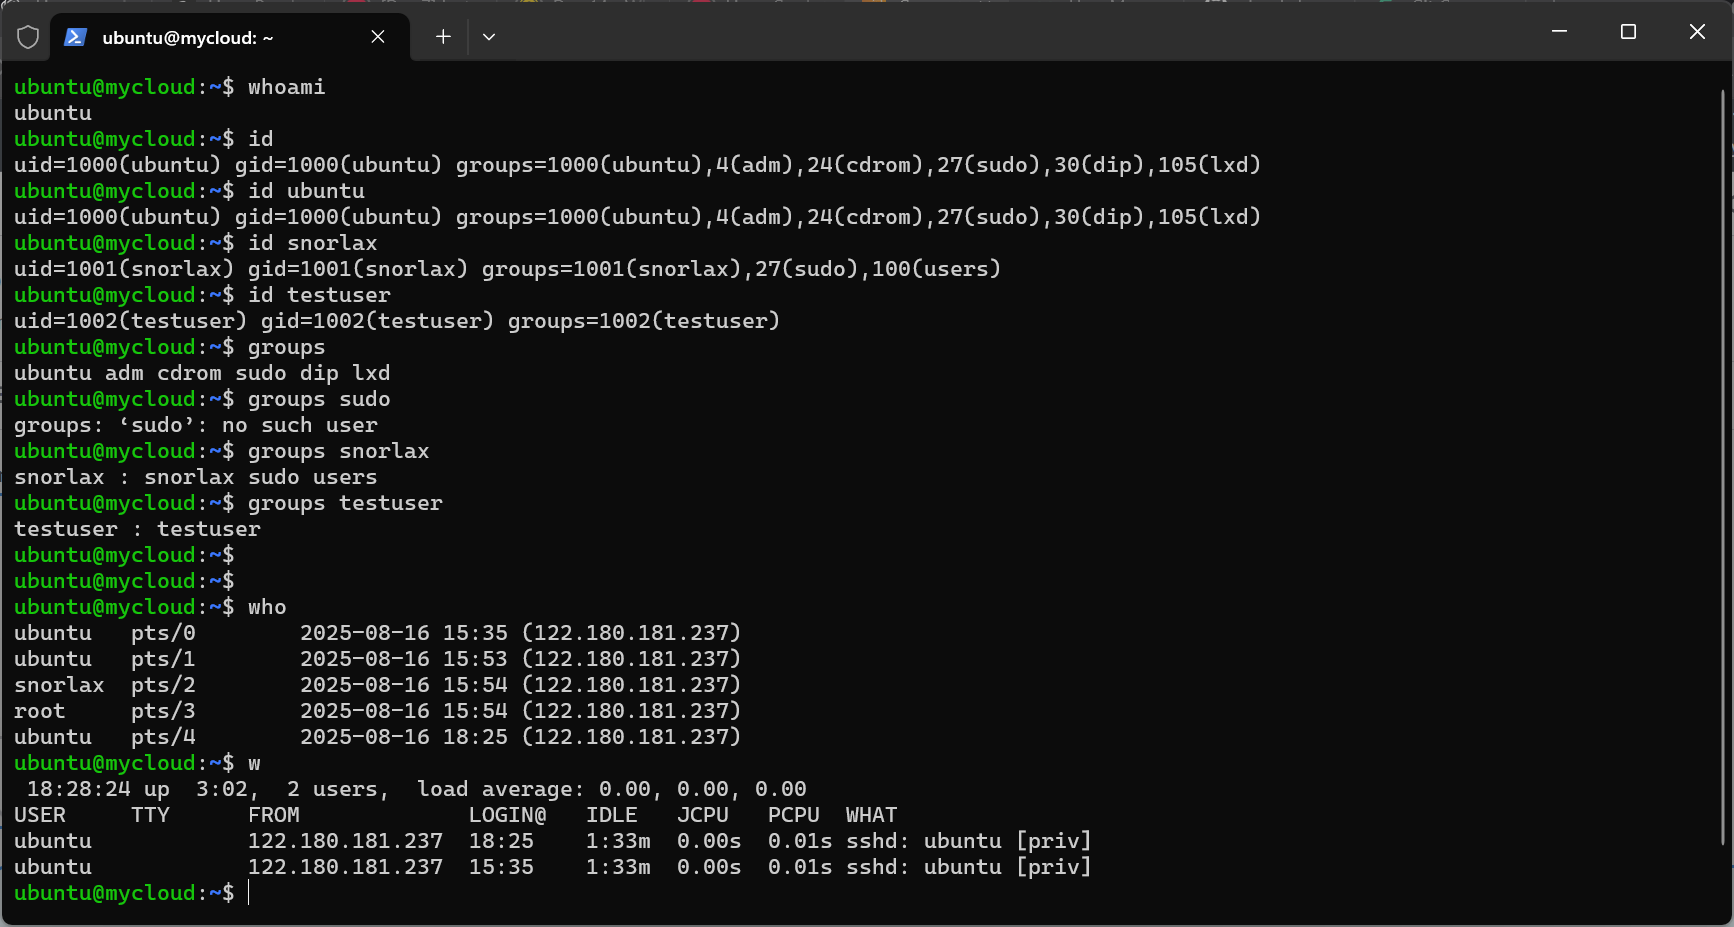 ubuntu@mycloud: ~
ubuntu@mycloud:~$ whoami
ubuntu
ubuntu@mycloud:~$ id
uid=1000(ubuntu) gid=1000(ubuntu) groups=1000(ubuntu),4(adm),24(cdrom),27(sudo),30(dip),105(lxd)
ubuntu@mycloud:~$ id ubuntu
uid=1000(ubuntu) gid=1000(ubuntu) groups=1000(ubuntu),4(adm),24(cdrom),27(sudo),30(dip),105(lxd)
ubuntu@mycloud:~$ id snorlax
uid=1001(snorlax) gid=1001(snorlax) groups=1001(snorlax),27(sudo),100(users)
ubuntu@mycloud:~$ id testuser
uid=1002(testuser) gid=1002(testuser) groups=1002(testuser)
ubuntu@mycloud:~$ groups
ubuntu adm cdrom sudo dip lxd
ubuntu@mycloud:~$ groups sudo
groups: ‘sudo’: no such user
ubuntu@mycloud:~$ groups snorlax
snorlax : snorlax sudo users
ubuntu@mycloud:~$ groups testuser
testuser : testuser
ubuntu@mycloud:~$
ubuntu@mycloud:~$
ubuntu@mycloud:~$ who
ubuntu   pts/0        2025-08-16 15:35 (122.180.181.237)
ubuntu   pts/1        2025-08-16 15:53 (122.180.181.237)
snorlax  pts/2        2025-08-16 15:54 (122.180.181.237)
root     pts/3        2025-08-16 15:54 (122.180.181.237)
ubuntu   pts/4        2025-08-16 18:25 (122.180.181.237)
ubuntu@mycloud:~$ w
 18:28:24 up  3:02,  2 users,  load average: 0.00, 0.00, 0.00
USER     TTY      FROM             LOGIN@   IDLE   JCPU   PCPU  WHAT
ubuntu            122.180.181.237  18:25    1:33m  0.00s  0.01s sshd: ubuntu [priv]
ubuntu            122.180.181.237  15:35    1:33m  0.00s  0.01s sshd: ubuntu [priv]
ubuntu@mycloud:~$